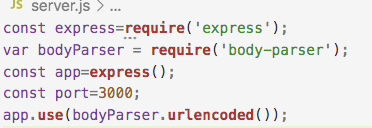 JS server.js > ...
const express=require('express');
var bodyParser = require('body-parser');
const app=express();
const port=3000;
app.use(bodyParser.urlencoded());